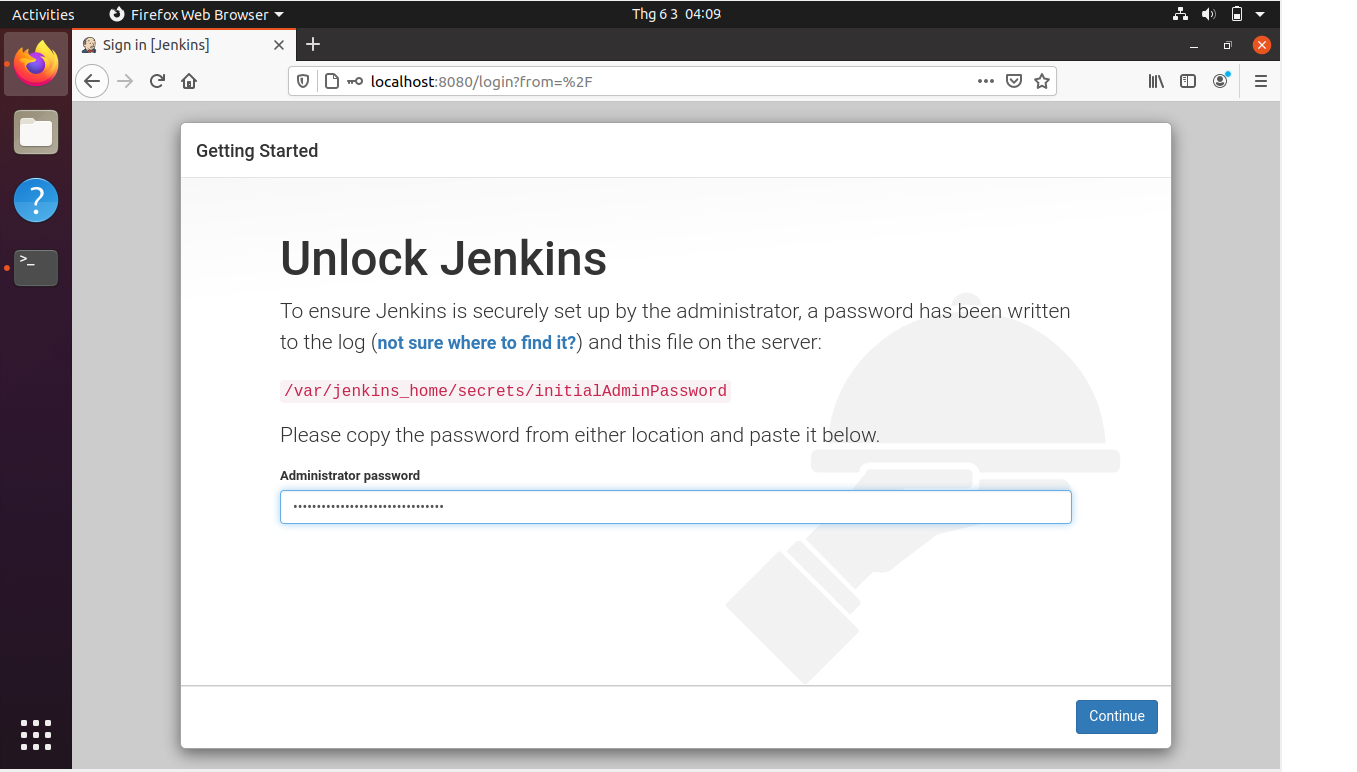 Activities
Firefox Web Browser
Thg 6 3 04:09
Sign in [Jenkins]
localhost:8080/login?from=%2F
Getting Started
Unlock Jenkins
To ensure Jenkins is securely set up by the administrator, a password has been written
to the log (not sure where to find it?) and this file on the server:
/var/jenkins_home/secrets/initialAdminPassword
Please copy the password from either location and paste it below.
Administrator password
Continue